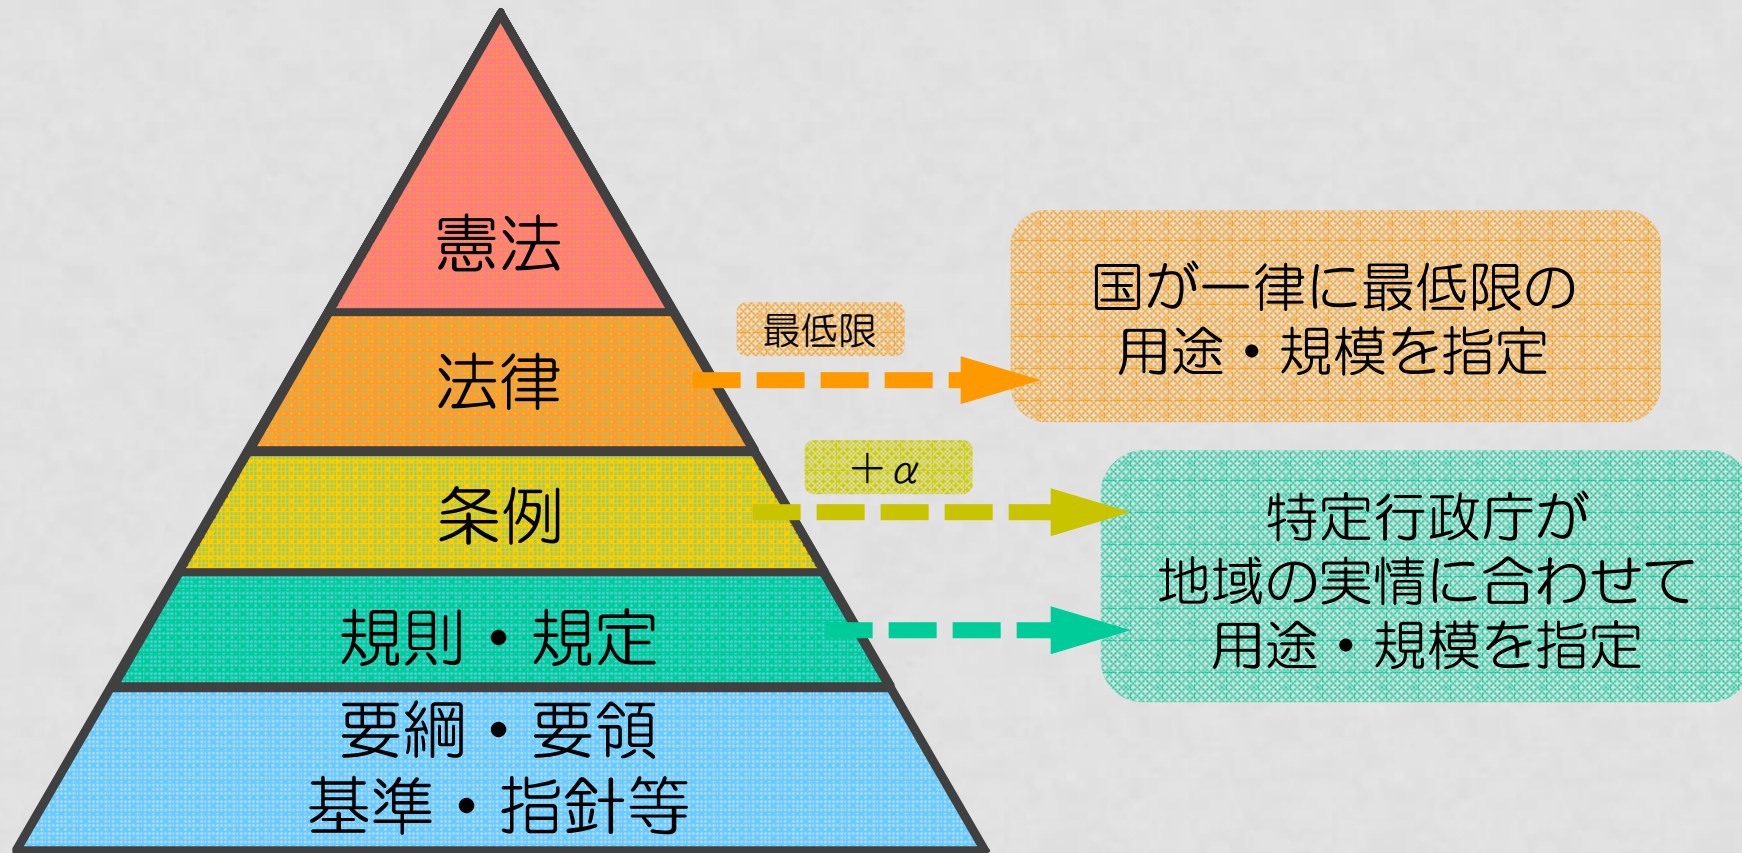 憲法
法律
条例
規則・規定
要綱・要領
基準・指針等
最低限
国が一律に最低限の
用途・規模を指定
＋α
特定行政庁が
地域の実情に合わせて
用途・規模を指定